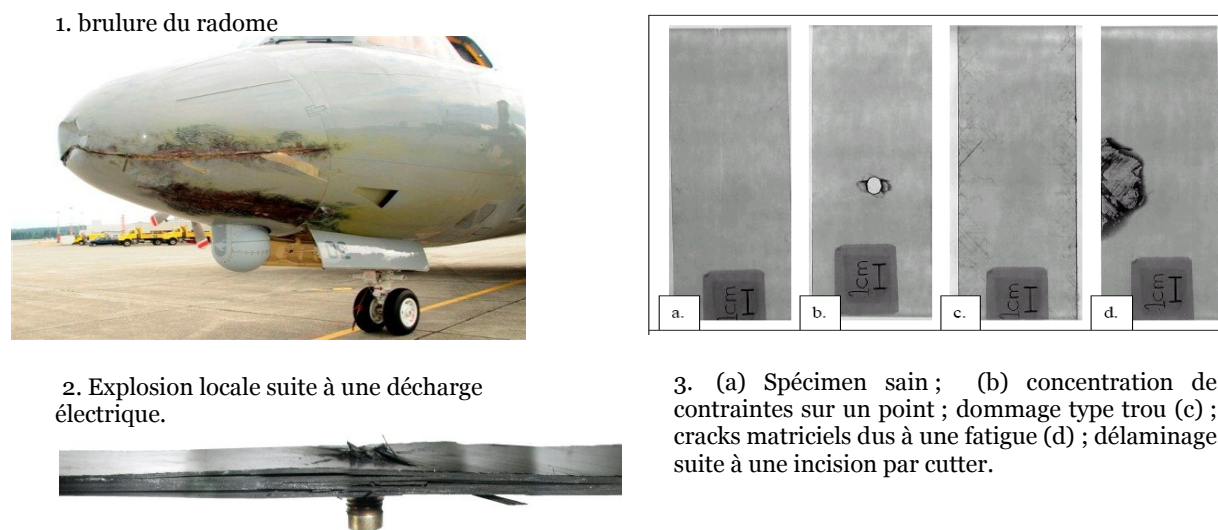 1. brulure du radome
2. Explosion locale suite à une décharge
électrique.
1cm
1cm
1cm
1cm
a.
b.
c.
d.
3. (a) Spécimen sain ; (b) concentration de
contraintes sur un point ; dommage type trou (c) ;
cracks matriciels dus à une fatigue (d) ; délaminage
suite à une incision par cutter.